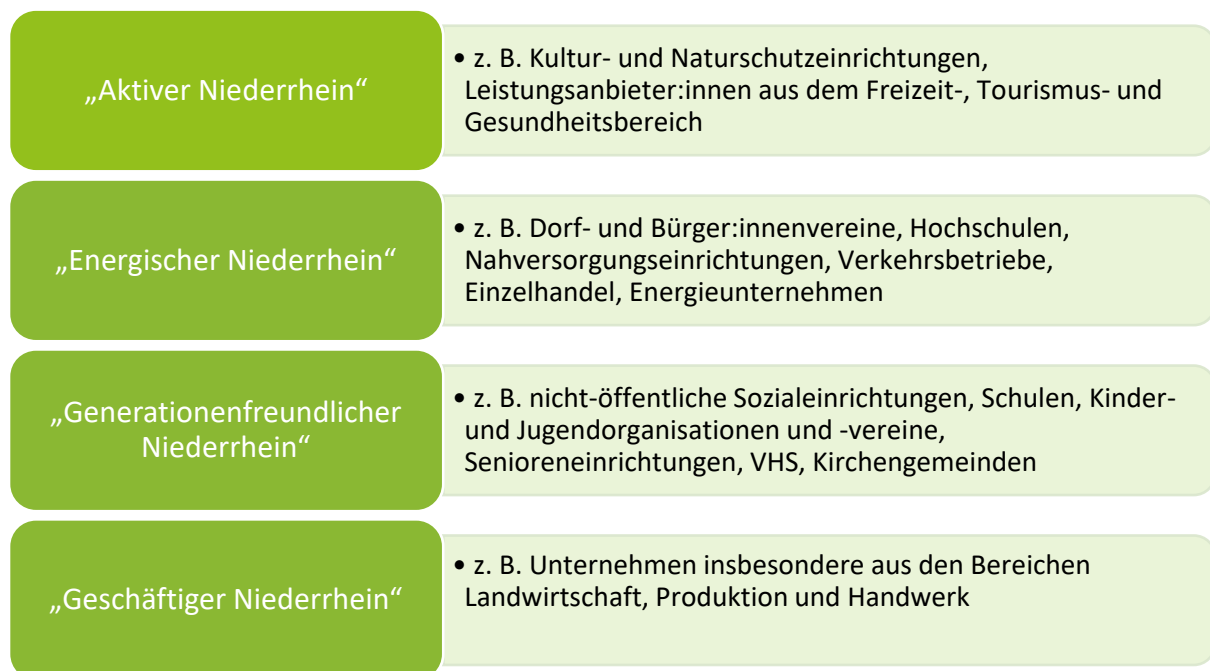 „Aktiver Niederrhein“
• z. B. Kultur- und Naturschutzeinrichtungen,
Leistungsanbieter:innen aus dem Freizeit-, Tourismus- und
Gesundheitsbereich
„Energischer Niederrhein“
• z. B. Dorf- und Bürger:innenvereine, Hochschulen,
Nahversorgungseinrichtungen, Verkehrsbetriebe,
Einzelhandel, Energieunternehmen
„Generationenfreundlicher
Niederrhein“
• z. B. nicht-öffentliche Sozialeinrichtungen, Schulen, Kinder-
und Jugendorganisationen und -vereine,
Senioreneinrichtungen, VHS, Kirchengemeinden
„Geschäftiger Niederrhein“
• z. B. Unternehmen insbesondere aus den Bereichen
Landwirtschaft, Produktion und Handwerk